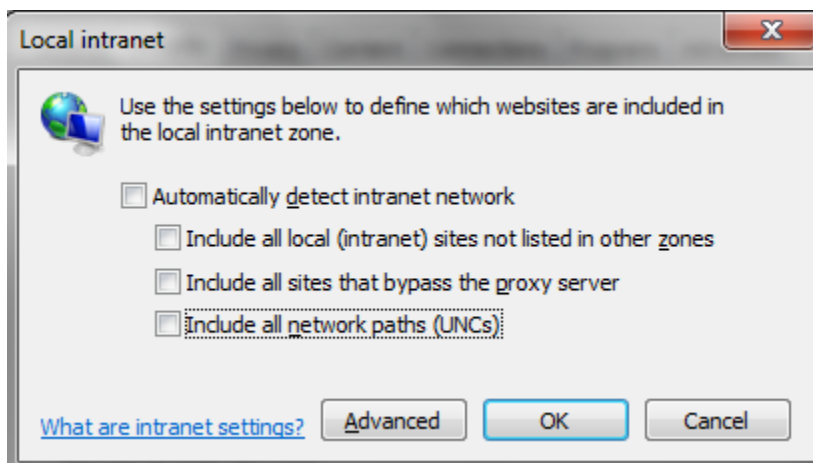 Local intranet
Use the settings below to define which websites are included in
the local intranet zone.
Automatically detect intranet network
Include all local (intranet) sites not listed in other zones
Include all sites that bypass the proxy server
Include all network paths (UNCs)
What are intranet settings? Advanced OK Cancel